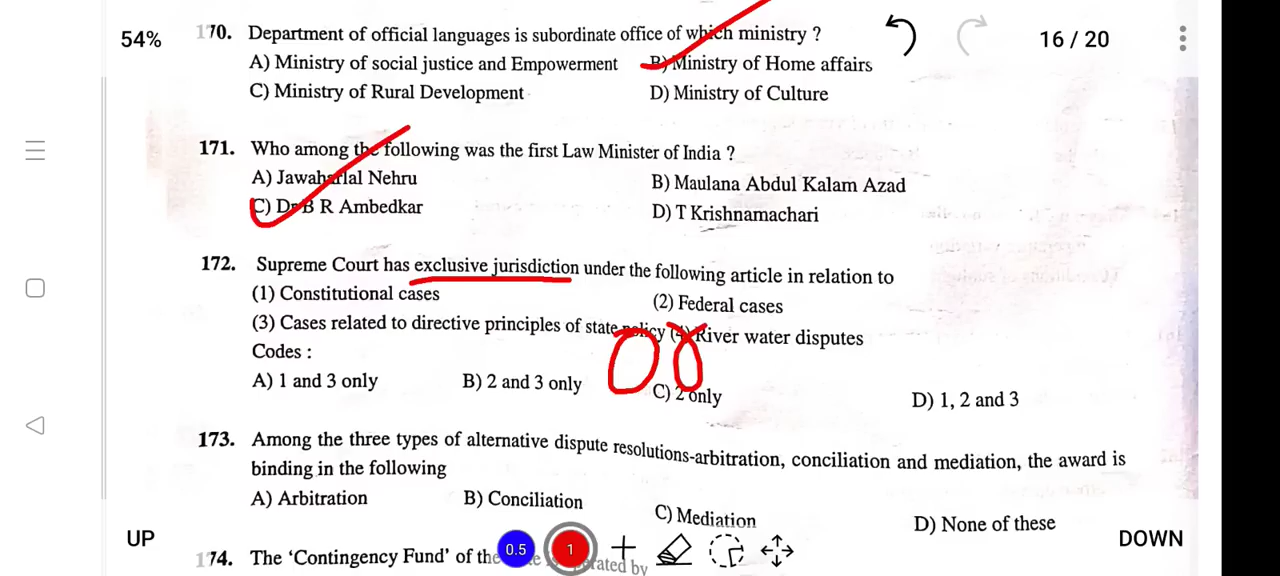 54%
16 / 20
170. Department of official languages is subordinate office of which ministry ?
A) Ministry of social justice and Empowerment B) Ministry of Home affairs
C) Ministry of Rural Development D) Ministry of Culture
171. Who among the following was the first Law Minister of India ?
A) Jawaharlal Nehru B) Maulana Abdul Kalam Azad
C) Dr B R Ambedkar D) T Krishnamachari
172. Supreme Court has exclusive jurisdiction under the following article in relation to
(1) Constitutional cases (2) Federal cases
(3) Cases related to directive principles of state policy (4) River water disputes
Codes :
A) 1 and 3 only B) 2 and 3 only C) 2 only D) 1, 2 and 3
173. Among the three types of alternative dispute resolutions-arbitration, conciliation and mediation, the award is
binding in the following
A) Arbitration B) Conciliation C) Mediation D) None of these
UP
0.5
1
DOWN
174. The ‘Contingency Fund’ of the rated by